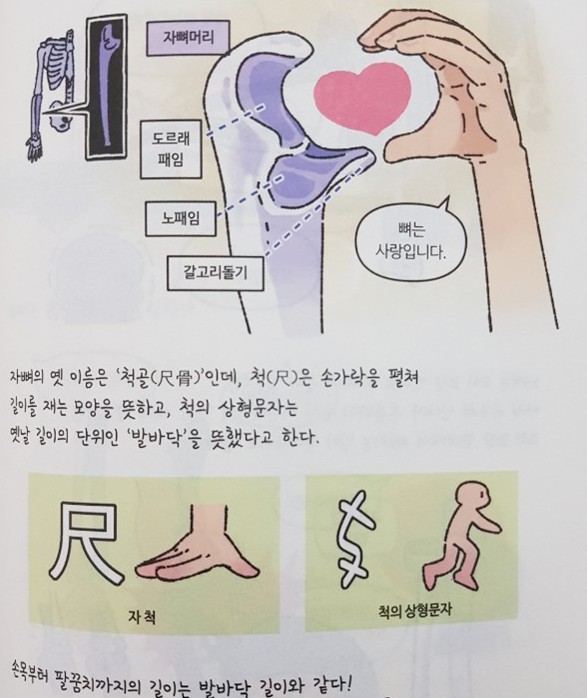 자뼈머리
도르래
패임
노패임
갈고리돌기
뼈는
사랑입니다.
자뼈의 옛 이름은 ‘척골(尺骨)’인데, 척(尺)은 손가락을 펼쳐
길이를 재는 모양을 뜻하고, 척의 상형문자는
옛날 길이의 단위인 ‘발바닥’을 뜻했다고 한다.
尺
자 척
척의 상형문자
손목부터 팔꿈치까지의 길이는 발바닥 길이와 같다!